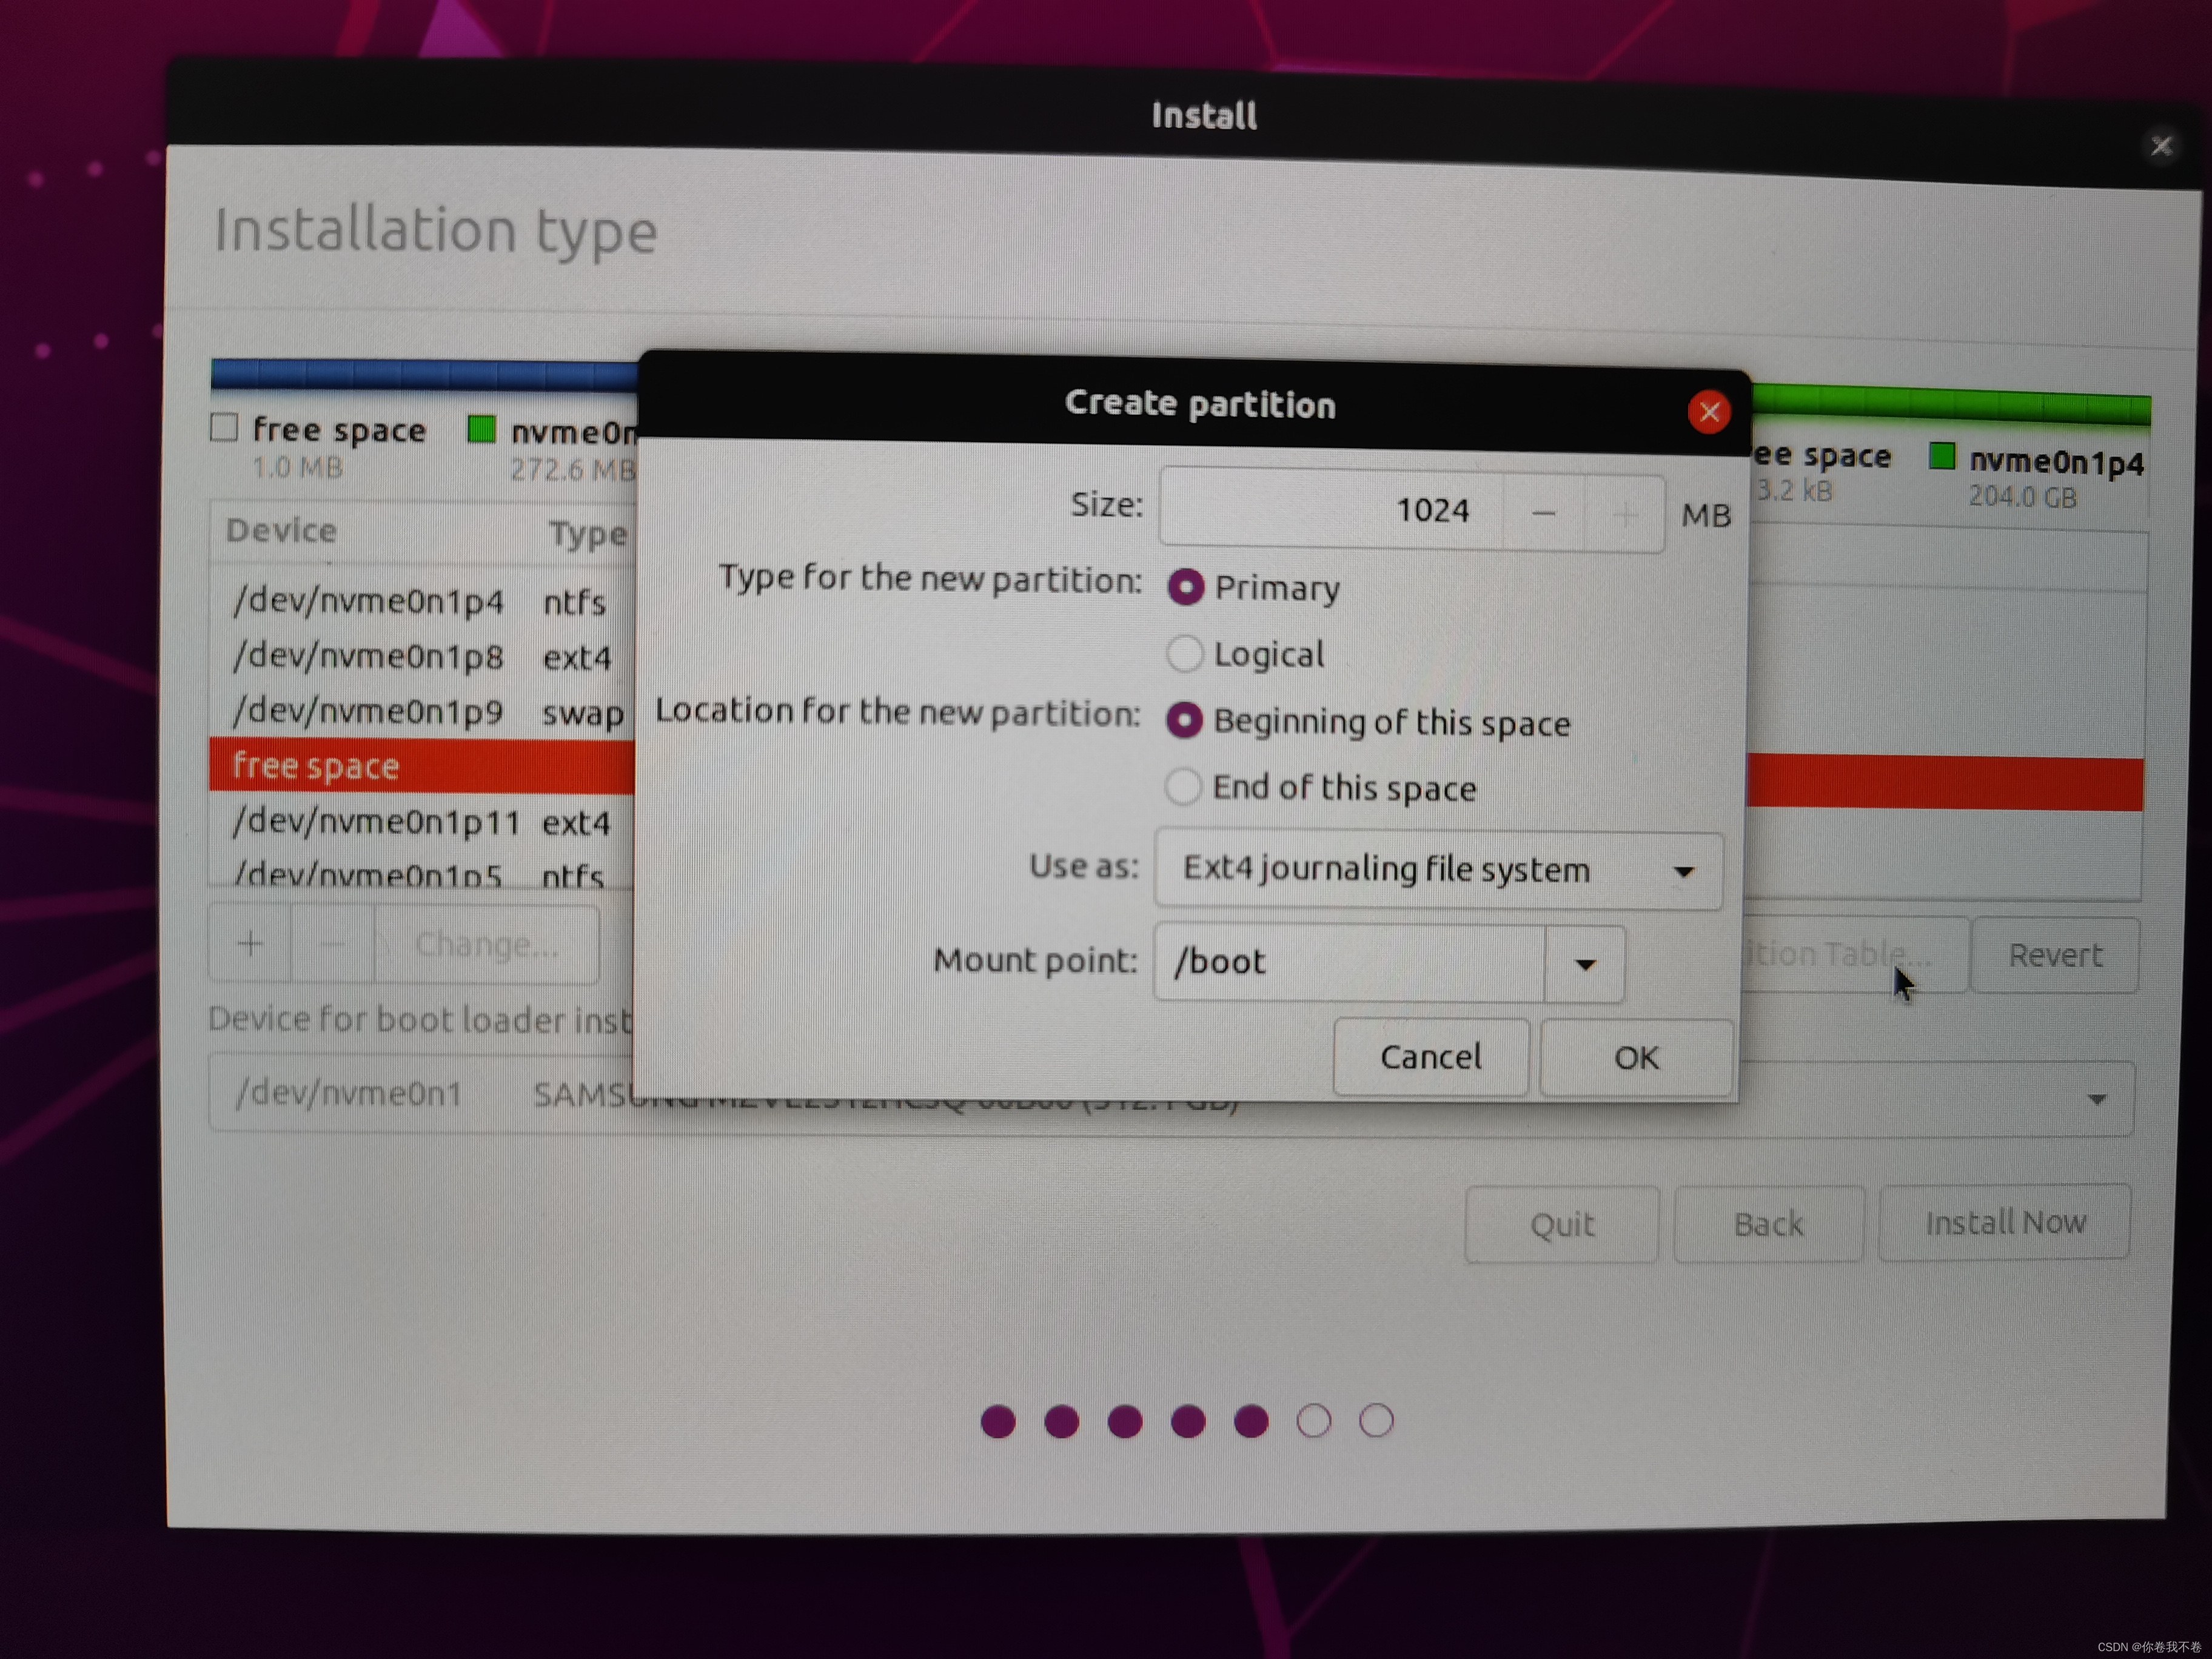 Install
Installation type
free space
1.0 MB
nvme0n
272.6 MB
ee space
3.2 kB
nvme0n1p4
204.0 GB
Device Type
/dev/nvme0n1p4 ntfs
/dev/nvme0n1p8 ext4
/dev/nvme0n1p9 swap
free space
/dev/nvme0n1p11 ext4
/dev/nvme0n1p5 ntfs
+ − Change...
ition Table... Revert
Device for boot loader inst
/dev/nvme0n1
Create partition
Size: 1024 − + MB
Type for the new partition: Primary
Logical
Location for the new partition: Beginning of this space
End of this space
Use as: Ext4 journaling file system
Mount point: /boot
Cancel OK
Quit Back Install Now
CSDN @你卷我不卷